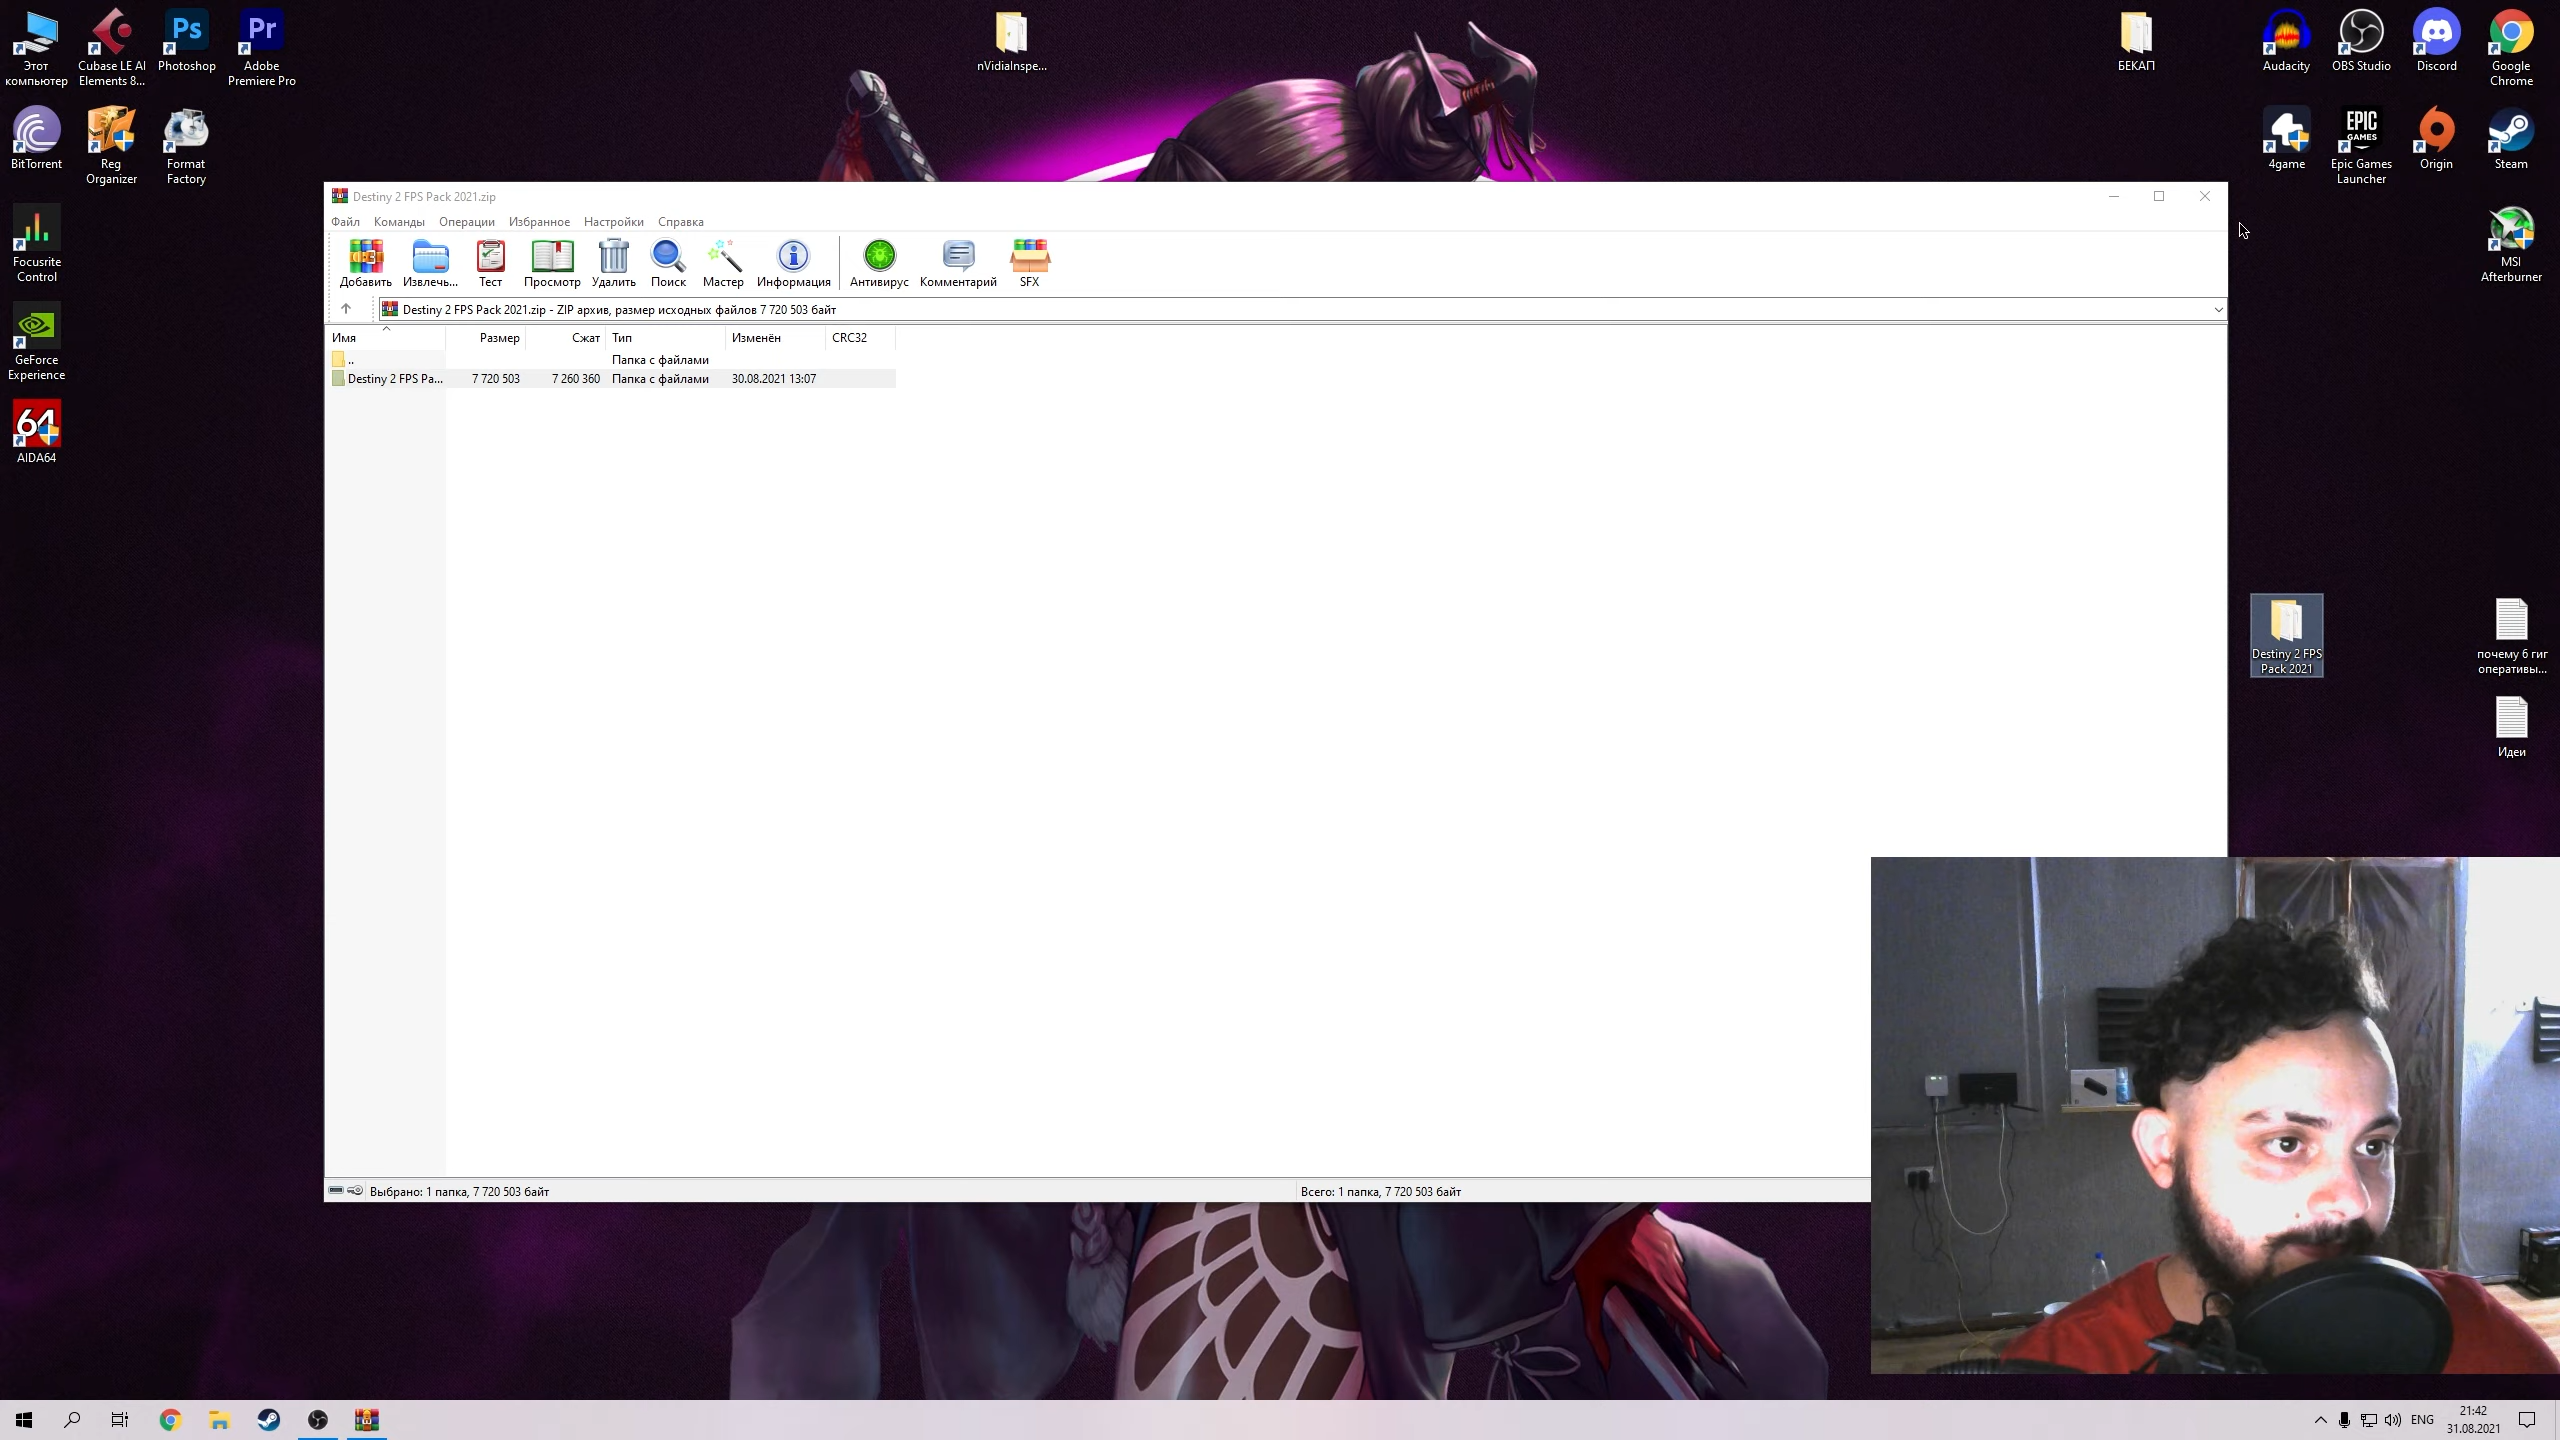 Этот
компьютер
Cubase LE AI
Elements 8...
Ps
Photoshop
Pr
Adobe
Premiere Pro
nVidiaInspe...
БЕКАП
Audacity
OBS Studio
Discord
Google
Chrome
BitTorrent
Reg
Organizer
Format
Factory
4game
EPIC
GAMES
Epic Games
Launcher
Origin
Steam
Focusrite
Control
GeForce
Experience
64
AIDA64
MSI
Afterburner
Destiny 2 FPS Pack 2021.zip
Файл Команды Операции Избранное Настройки Справка
Добавить Извлечь... Тест Просмотр Удалить Поиск Мастер Информация Антивирус Комментарий SFX
Destiny 2 FPS Pack 2021.zip - ZIP архив, размер исходных файлов 7 720 503 байт
Имя Размер Сжат Тип Изменён CRC32
.. Папка с файлами
Destiny 2 FPS Pa... 7 720 503 7 260 360 Папка с файлами 30.08.2021 13:07
Destiny 2 FPS
Pack 2021
почему 6 гиг
оперативы...
Идеи
Выбрано: 1 папка, 7 720 503 байт
Всего: 1 папка, 7 720 503 байт
ENG
21:42
31.08.2021